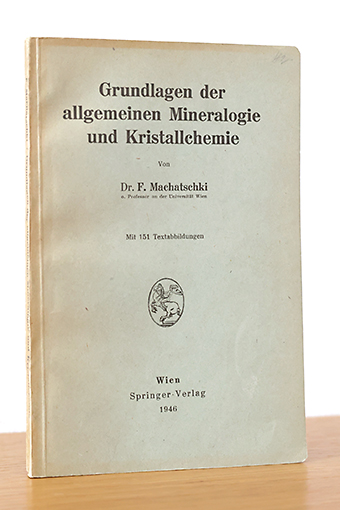 Grundlagen der
allgemeinen Mineralogie
und Kristallchemie
Von
Dr. F. Machatschki
o. Professor an der Universität Wien
Mit 151 Textabbildungen
Wien
Springer-Verlag
1946